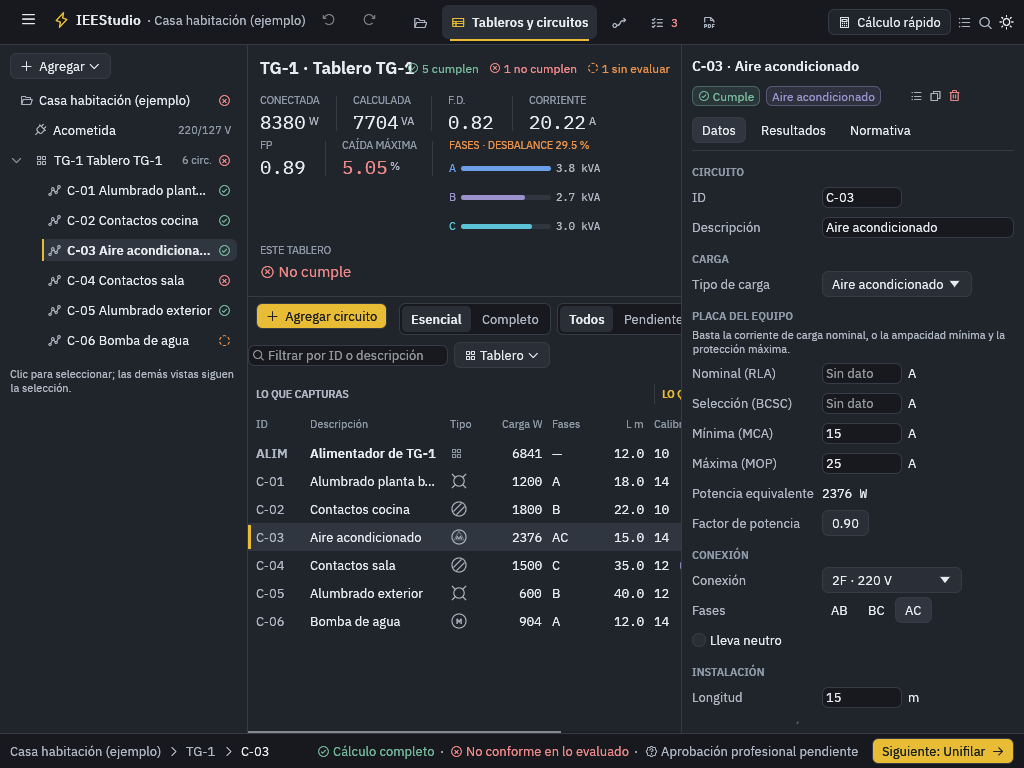 IEEStudio · Casa habitación (ejemplo)
Tableros y circuitos
3
PDF
Cálculo rápido
Agregar
Casa habitación (ejemplo)
Acometida 220/127 V
TG-1 Tablero TG-1 6 circ.
C-01 Alumbrado plant...
C-02 Contactos cocina
C-03 Aire acondiciona...
C-04 Contactos sala
C-05 Alumbrado exterior
C-06 Bomba de agua
Clic para seleccionar; las demás vistas siguen
la selección.
TG-1 · Tablero TG-1 5 cumplen 1 no cumplen 1 sin evaluar
CONECTADA CALCULADA F.D. CORRIENTE
8380 W 7704 VA 0.82 20.22 A
FP CAÍDA MÁXIMA FASES · DESBALANCE 29.5 %
0.89 5.05 %
A 3.8 kVA
B 2.7 kVA
C 3.0 kVA
ESTE TABLERO
No cumple
Agregar circuito Esencial Completo Todos Pendiente
Filtrar por ID o descripción Tablero
LO QUE CAPTURAS LO
ID Descripción Tipo Carga W Fases L m Calibr
ALIM Alimentador de TG-1 6841 — 12.0 10
C-01 Alumbrado planta b... 1200 A 18.0 14
C-02 Contactos cocina 1800 B 22.0 10
C-03 Aire acondicionado 2376 AC 15.0 14
C-04 Contactos sala 1500 C 35.0 12
C-05 Alumbrado exterior 600 B 40.0 12
C-06 Bomba de agua M 904 A 12.0 14
C-03 · Aire acondicionado
Cumple Aire acondicionado
Datos Resultados Normativa
CIRCUITO
ID C-03
Descripción Aire acondicionado
CARGA
Tipo de carga Aire acondicionado
PLACA DEL EQUIPO
Basta la corriente de carga nominal, o la ampacidad mínima y la
protección máxima.
Nominal (RLA) Sin dato A
Selección (BCSC) Sin dato A
Mínima (MCA) 15 A
Máxima (MOP) 25 A
Potencia equivalente 2376 W
Factor de potencia 0.90
CONEXIÓN
Conexión 2F · 220 V
Fases AB BC AC
Lleva neutro
INSTALACIÓN
Longitud 15 m
Casa habitación (ejemplo) > TG-1 > C-03 Cálculo completo · No conforme en lo evaluado · Aprobación profesional pendiente Siguiente: Unifilar →